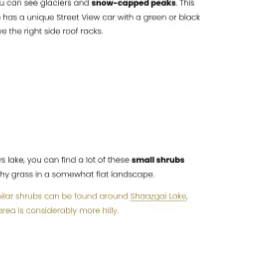 u can see glaciers and snow-capped peaks. This
has a unique Street View car with a green or black
e the right side roof racks.
s lake, you can find a lot of these small shrubs
hy grass in a somewhat flat landscape.
ilar shrubs can be found around Shaazgai Lake,
area is considerably more hilly.